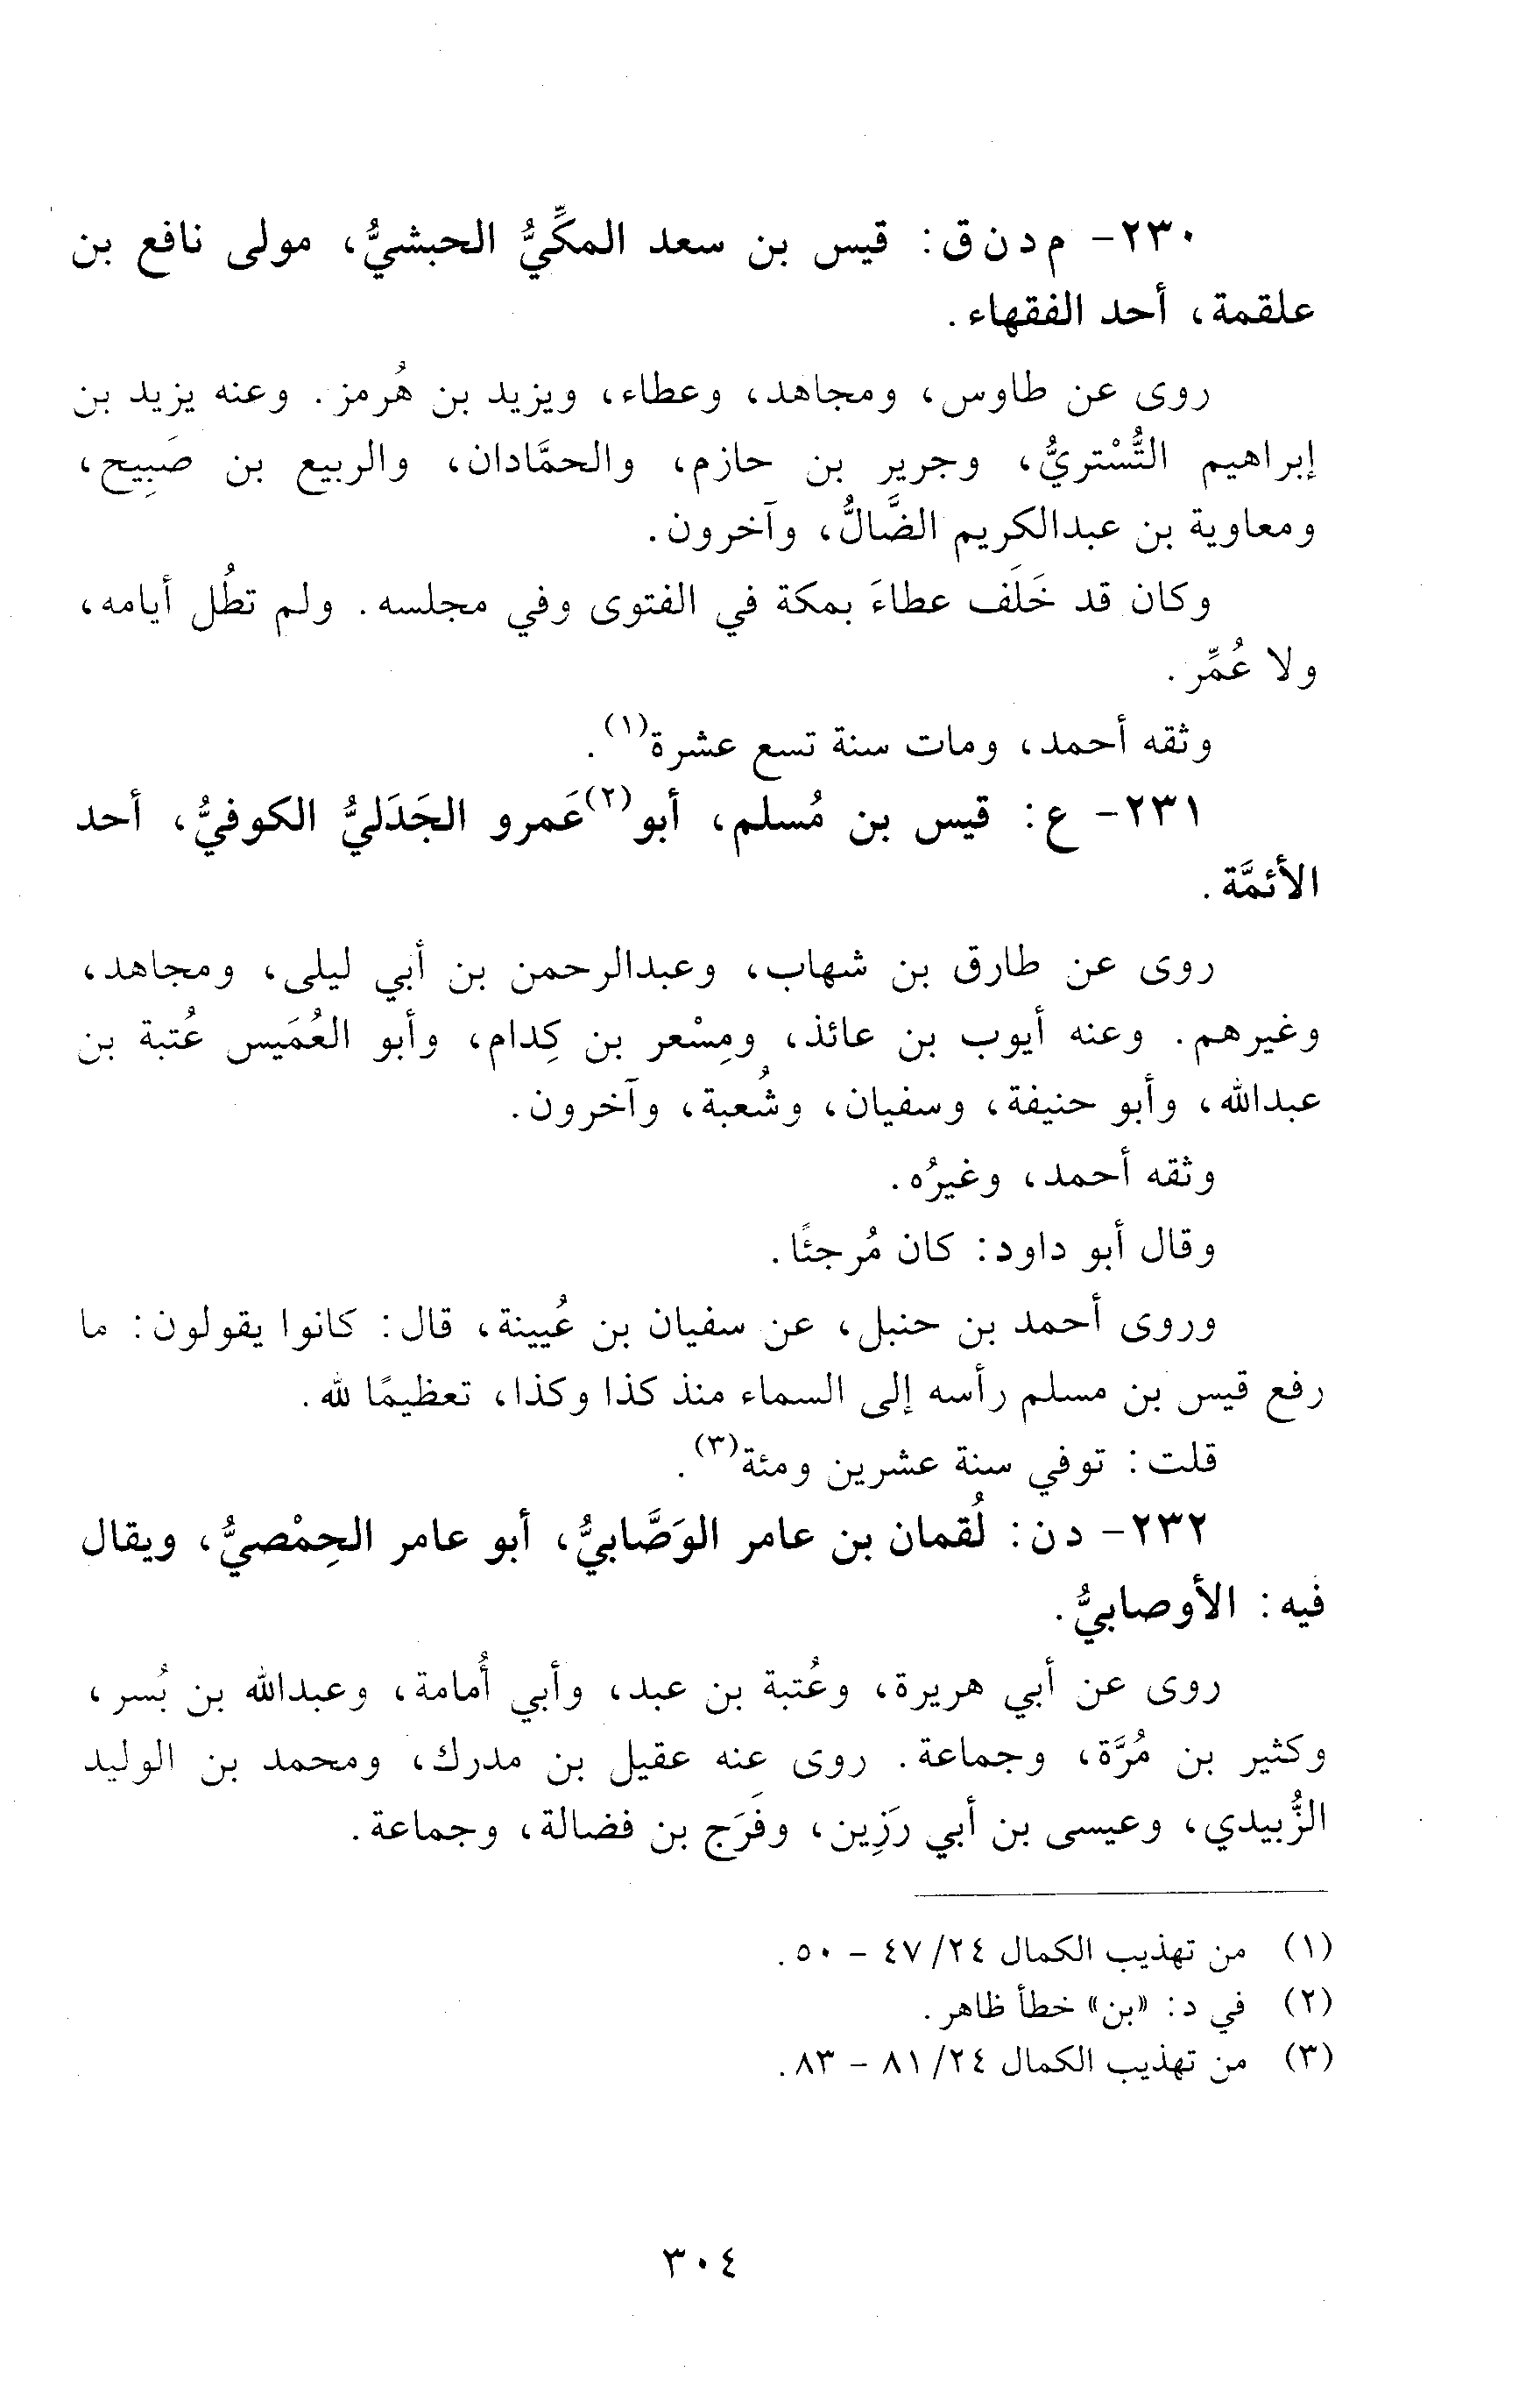 ٢٣٠- م د ن ق: قيس بن سعد المكِّيُّ الحبشيُّ، مولى نافع بن
علقمة، أحد الفقهاء.
روى عن طاوس، ومجاهد، وعطاء، ويزيد بن هُرمز. وعنه يزيد بن
إبراهيم التُّسْتريُّ، وجرير بن حازم، والحمَّادان، والربيع بن صَبِيح،
ومعاوية بن عبدالكريم الضَّالُّ، وآخرون.
وكان قد خَلَف عطاءَ بمكة في الفتوى وفي مجلسه. ولم تطُل أيامه،
ولا عُمِّر.
وثقه أحمد، ومات سنة تسع عشرة(١).
٢٣١- ع: قيس بن مُسلم، أبو(٢) عَمرو الجَدَليُّ الكوفيُّ، أحد
الأئمَّة.
روى عن طارق بن شهاب، وعبدالرحمن بن أبي ليلى، ومجاهد،
وغيرهم. وعنه أيوب بن عائذ، ومِسْعر بن كِدام، وأبو العُمَيس عُتبة بن
عبدالله، وأبو حنيفة، وسفيان، وشُعبة، وآخرون.
وثقه أحمد، وغيرُه.
وقال أبو داود: كان مُرجئًا.
وروى أحمد بن حنبل، عن سفيان بن عُيينة، قال: كانوا يقولون: ما
رفع قيس بن مسلم رأسه إلى السماء منذ كذا وكذا، تعظيمًا لله.
قلت: توفي سنة عشرين ومئة(٣).
٢٣٢- د ن: لُقمان بن عامر الوَصَّابيُّ، أبو عامر الحِمْصيُّ، ويقال
فيه: الأوصابيُّ.
روى عن أبي هريرة، وعُتبة بن عبد، وأبي أُمامة، وعبدالله بن بُسر،
وكثير بن مُرَّة، وجماعة. روى عنه عقيل بن مدرك، ومحمد بن الوليد
الزُّبيدي، وعيسى بن أبي رَزِين، وفَرَج بن فضالة، وجماعة.
(١) من تهذيب الكمال ٢٤/ ٤٧ - ٥٠.
(٢) في د: «بن» خطأ ظاهر.
(٣) من تهذيب الكمال ٢٤/ ٨١ - ٨٣.
٣٠٤